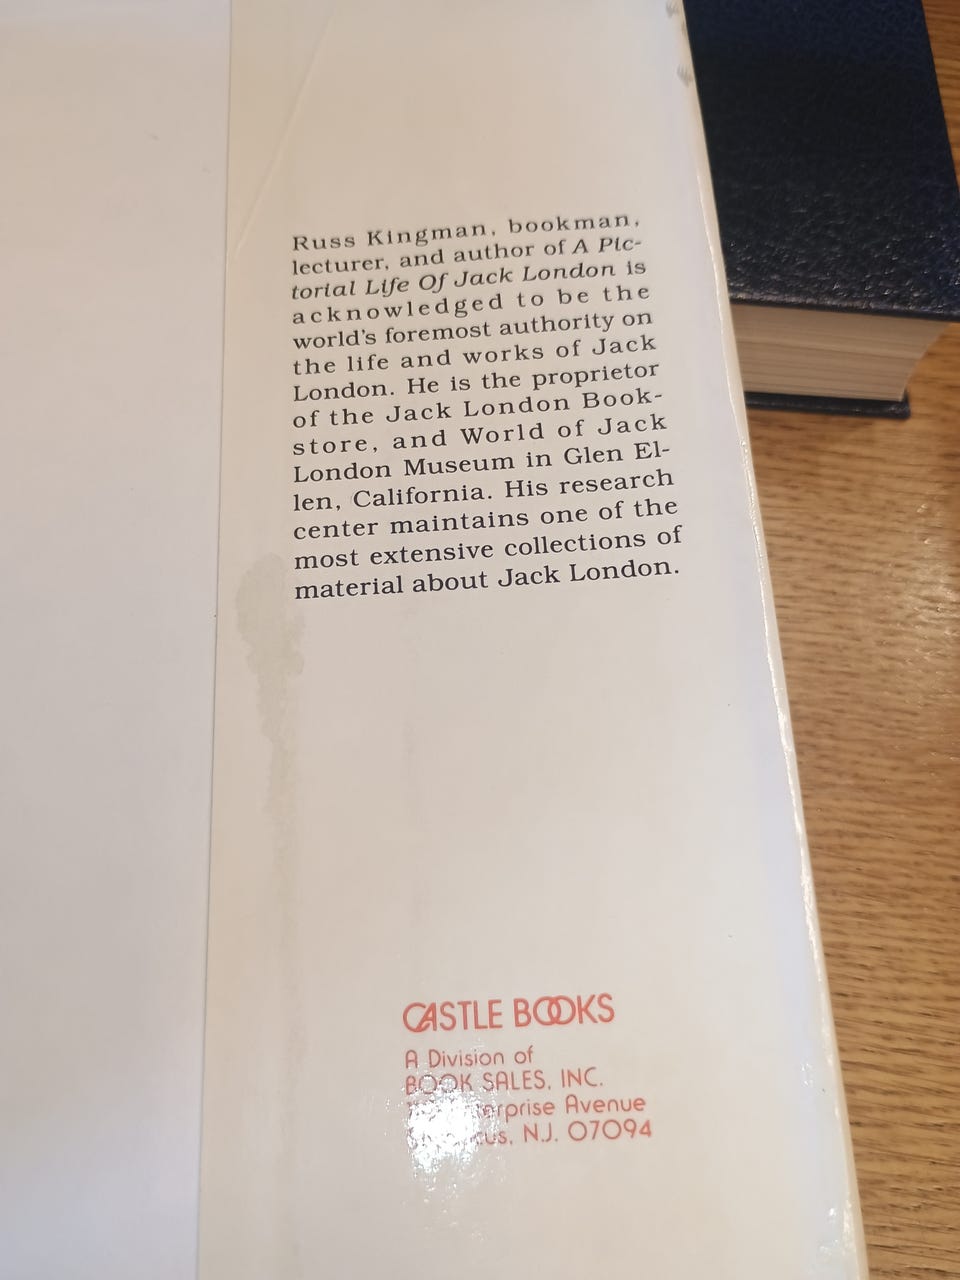 Russ Kingman, bookman,
lecturer, and author of A Pic-
torial Life Of Jack London is
acknowledged to be the
world's foremost authority on
the life and works of Jack
London. He is the proprietor
of the Jack London Book-
store, and World of Jack
London Museum in Glen El-
len, California. His research
center maintains one of the
most extensive collections of
material about Jack London.
CASTLE BOOKS
A Division of
BOOK SALES, INC.
Avenue
N.J. 07094